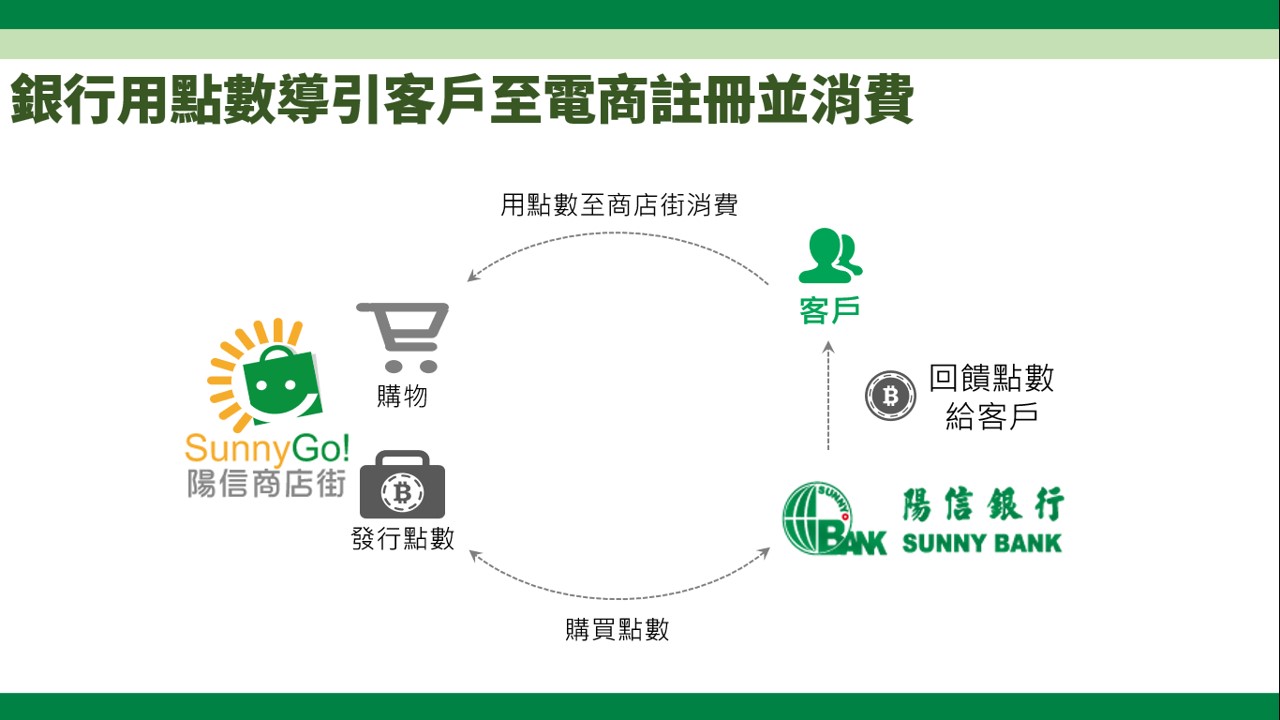 銀行用點數導引客戶至電商註冊並消費
用點數至商店街消費
客戶
購物
回饋點數
給客戶
SunnyGo!
陽信商店街
發行點數
SUNNY
BANK
陽信銀行
SUNNY BANK
購買點數